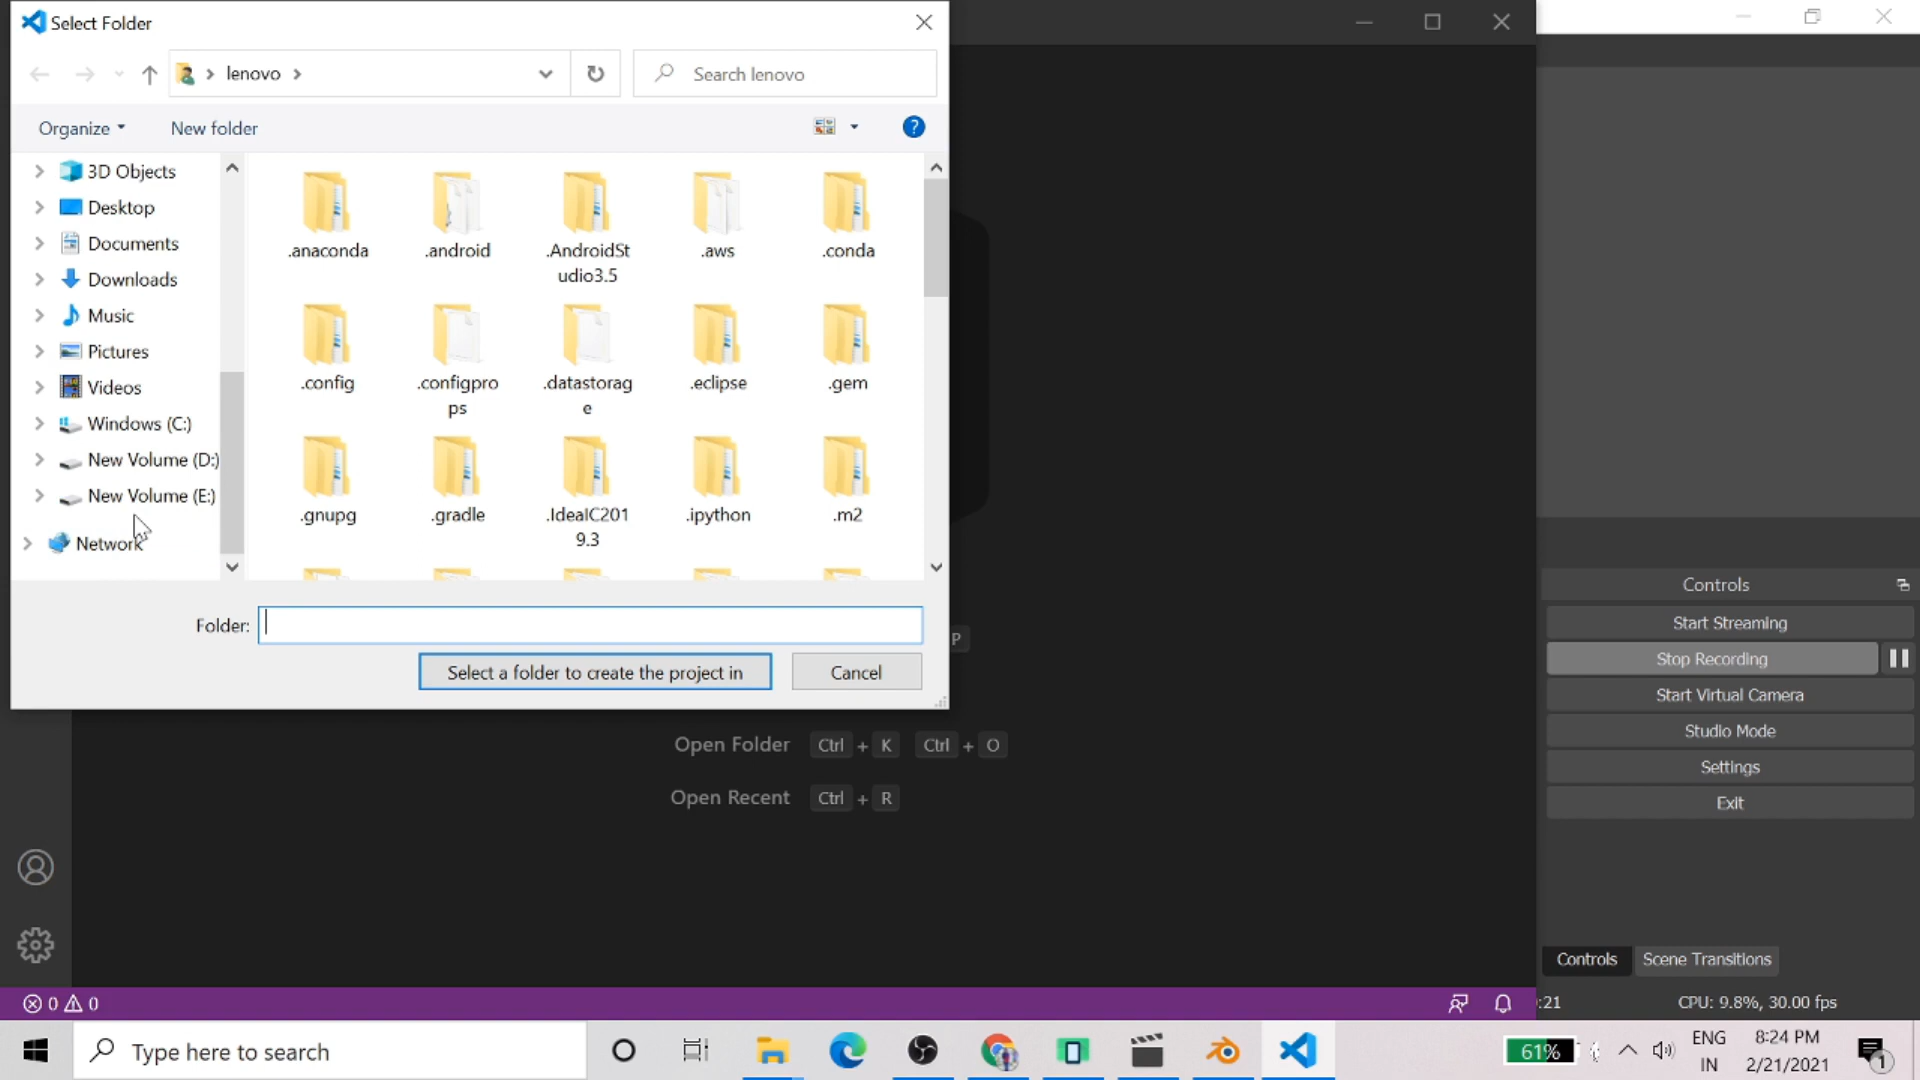 Select Folder
lenovo
Search lenovo
Organize
New folder
3D Objects
Desktop
Documents
Downloads
Music
Pictures
Videos
Windows (C:)
New Volume (D:)
New Volume (E:)
Network
.anaconda
.android
.AndroidSt
udio3.5
.aws
.conda
.config
.configpro
ps
.datastorag
e
.eclipse
.gem
.gnupg
.gradle
.IdeaIC201
9.3
.ipython
.m2
Folder:
Select a folder to create the project in
Cancel
P
Open Folder Ctrl + K Ctrl + O
Open Recent Ctrl + R
0 0
Controls
Start Streaming
Stop Recording
Start Virtual Camera
Studio Mode
Settings
Exit
Controls Scene Transitions
:21 CPU: 9.8%, 30.00 fps
Type here to search
61%
ENG
IN
8:24 PM
2/21/2021
1